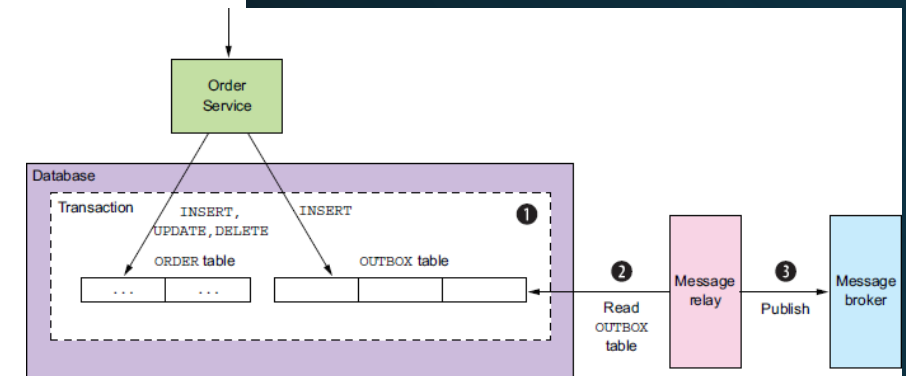 Order
Service
Database
Transaction
INSERT,
UPDATE,DELETE
INSERT
1
ORDER table
OUTBOX table
... ...
2
Read
OUTBOX
table
Message
relay
3
Publish
Message
broker